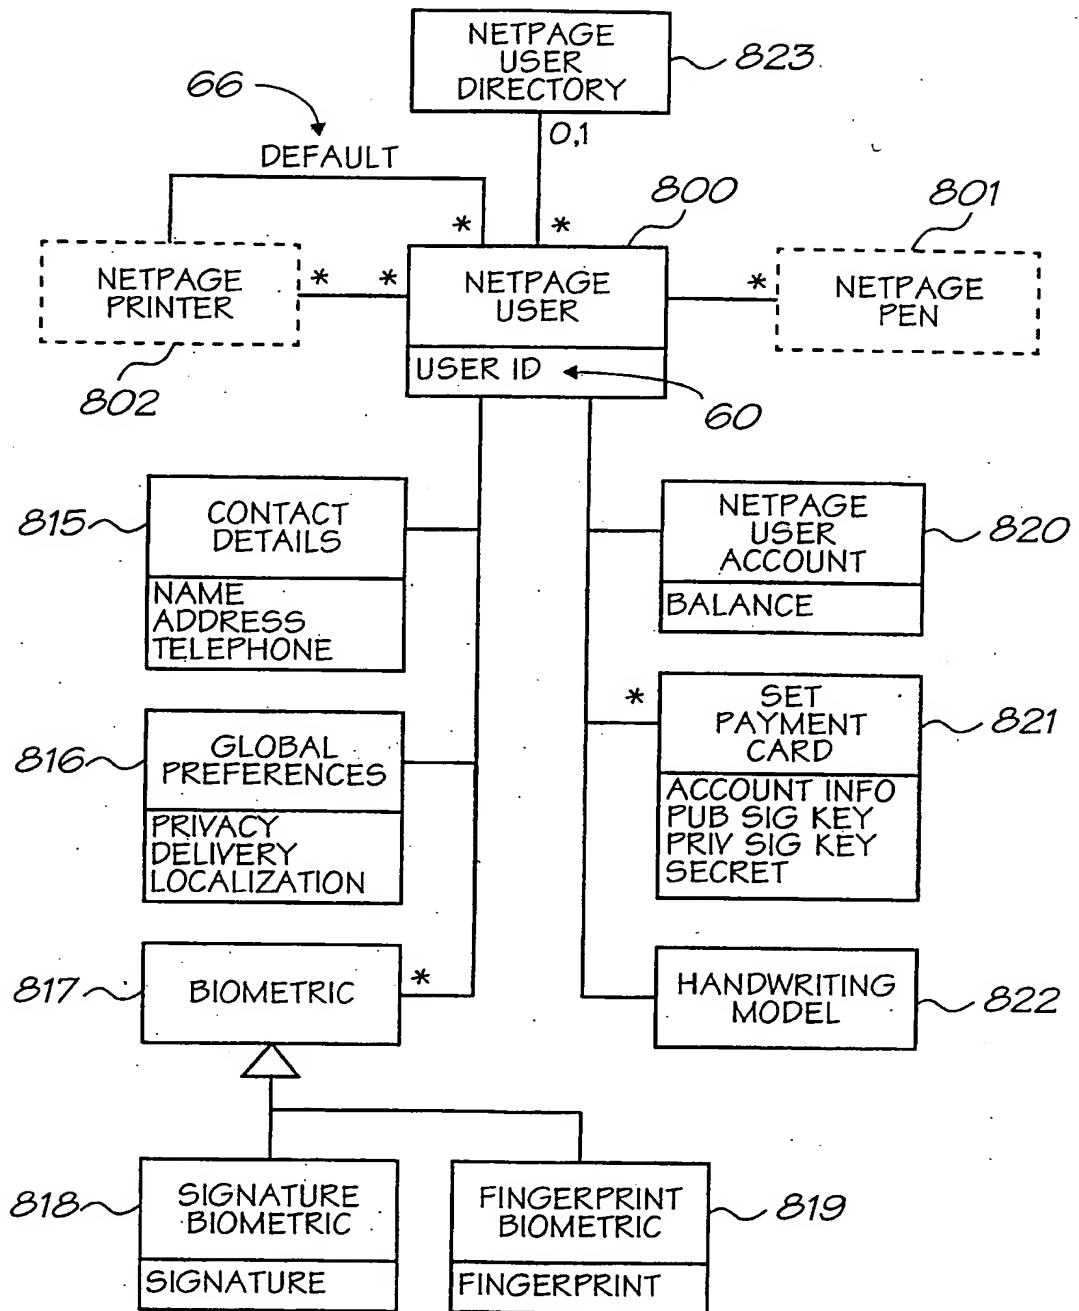 NETPAGE
USER
DIRECTORY
823
66
0,1
DEFAULT
800
801
*
*
NETPAGE
PRINTER
*
*
NETPAGE
USER
*
NETPAGE
PEN
USER ID
802
60
815
CONTACT
DETAILS
NAME
ADDRESS
TELEPHONE
NETPAGE
USER
ACCOUNT
820
BALANCE
816
GLOBAL
PREFERENCES
PRIVACY
DELIVERY
LOCALIZATION
*
SET
PAYMENT
CARD
821
ACCOUNT INFO
PUB SIG KEY
PRIV SIG KEY
SECRET
817
BIOMETRIC
*
HANDWRITING
MODEL
822
818
SIGNATURE
BIOMETRIC
SIGNATURE
FINGERPRINT
BIOMETRIC
819
FINGERPRINT